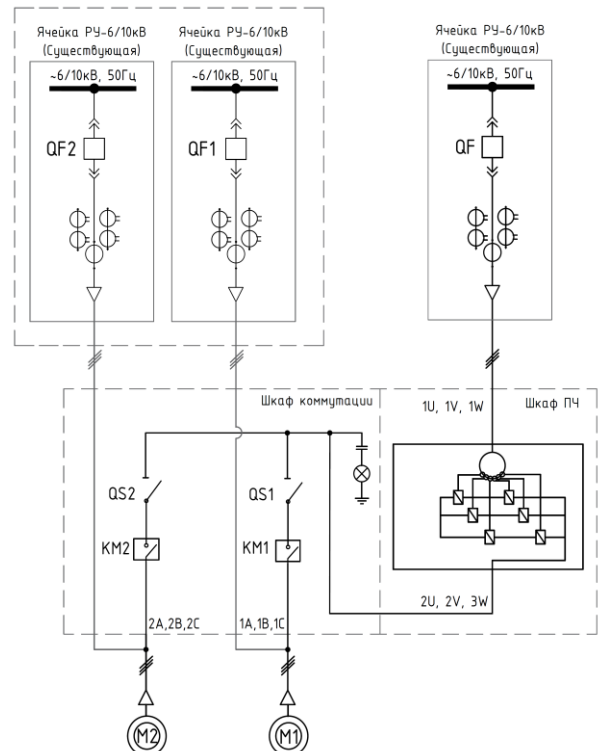 Ячейка РУ-6/10кВ
(Существующая)
~6/10кВ, 50Гц
QF2
Ячейка РУ-6/10кВ
(Существующая)
~6/10кВ, 50Гц
QF1
Ячейка РУ-6/10кВ
(Существующая)
~6/10кВ, 50Гц
QF
Шкаф коммутации
1U, 1V, 1W
Шкаф ПЧ
QS2
QS1
KM2
KM1
2A,2B,2C
1A,1B,1C
2U, 2V, 3W
M2
M1